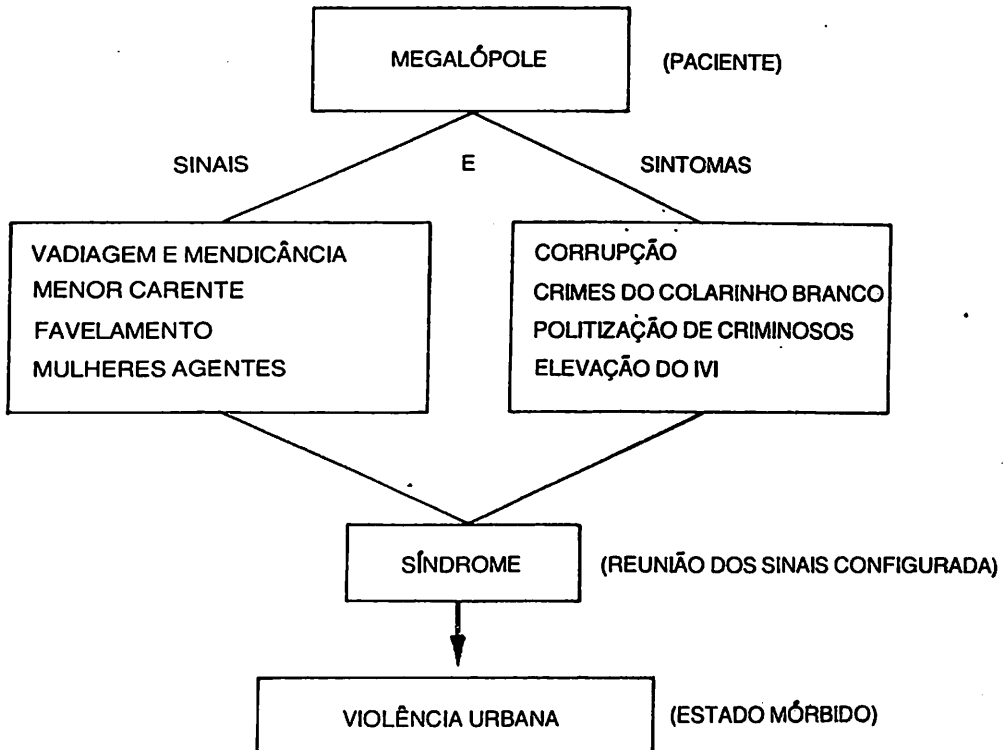 MEGALÓPOLE (PACIENTE)
SINAIS E SINTOMAS
VADIAGEM E MENDICÂNCIA
MENOR CARENTE
FAVELAMENTO
MULHERES AGENTES
CORRUPÇÃO
CRIMES DO COLARINHO BRANCO
POLITIZAÇÃO DE CRIMINOSOS
ELEVAÇÃO DO IVI
SÍNDROME (REUNIÃO DOS SINAIS CONFIGURADA)
VIOLÊNCIA URBANA (ESTADO MÓRBIDO)